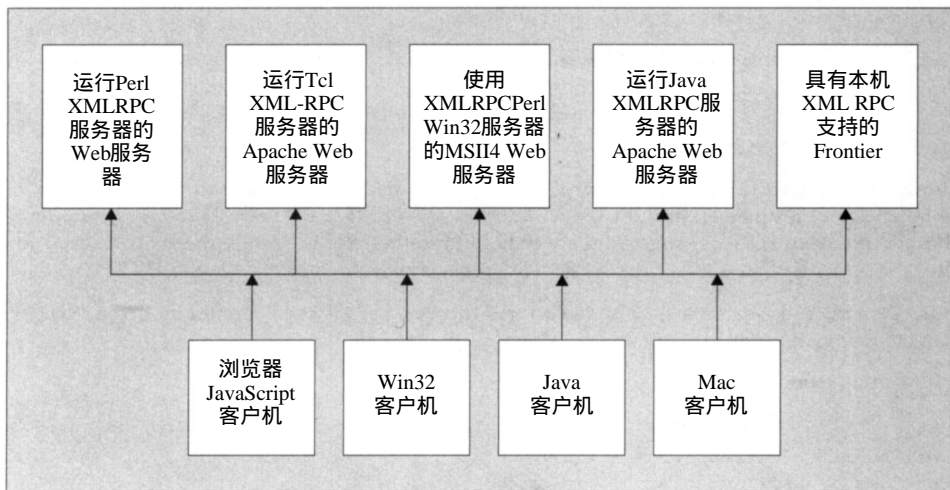 运行Perl
XMLRPC
服务器的
Web服务
器
运行Tcl
XML-RPC
服务器的
Apache Web
服务器
使用
XMLRPCPerl
Win32服务器
的MSII4 Web
服务器
运行Java
XMLRPC服
务器的
Apache Web
服务器
具有本机
XML RPC
支持的
Frontier
浏览器
JavaScript
客户机
Win32
客户机
Java
客户机
Mac
客户机